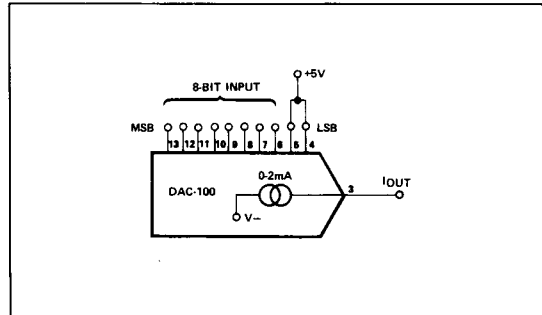 +5V
8-BIT INPUT
MSB
LSB
13 12 11 10 9 8 7 6 5 4
DAC-100
0-2mA
3
IOUT
V-